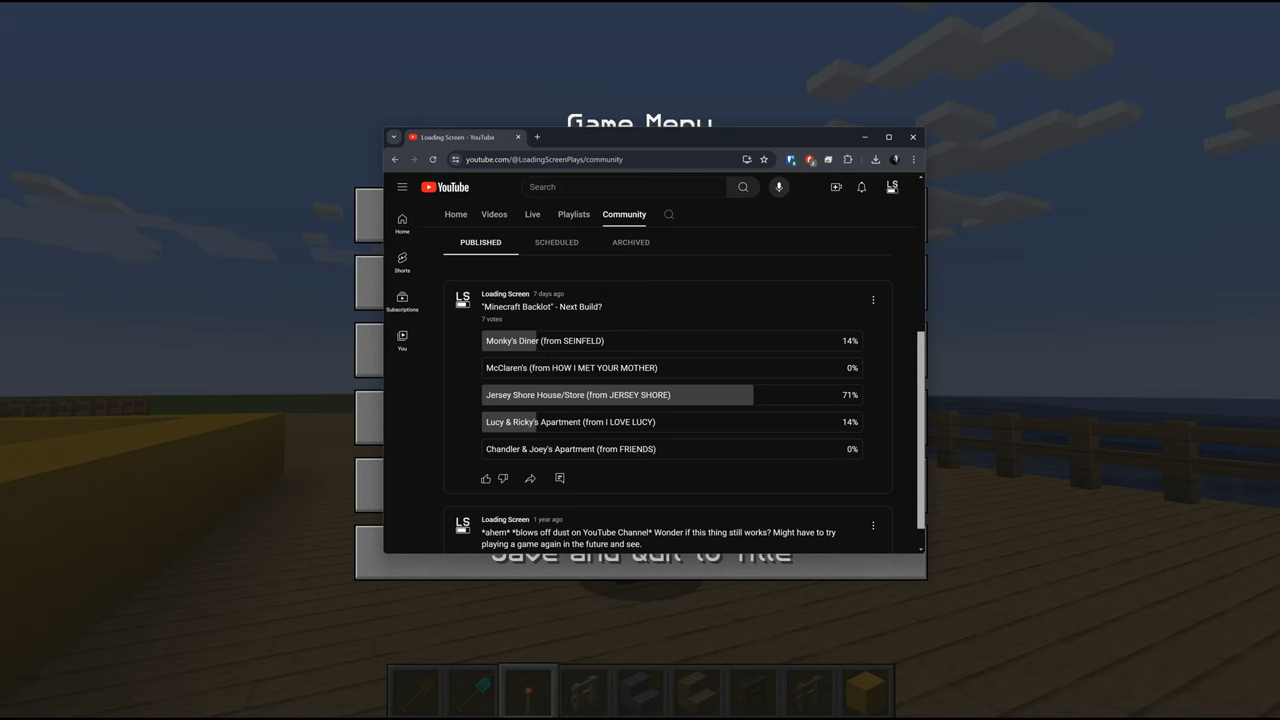 Game Menu
Loading Screen - YouTube
youtube.com/@LoadingScreenPlays/community
YouTube
Search
LS
Home
Videos
Live
Playlists
Community
Home
PUBLISHED
SCHEDULED
ARCHIVED
Shorts
Subscriptions
You
LS
Loading Screen 7 days ago
"Minecraft Backlot" - Next Build?
7 votes
Monky's Diner (from SEINFELD) 14%
McClaren's (from HOW I MET YOUR MOTHER) 0%
Jersey Shore House/Store (from JERSEY SHORE) 71%
Lucy & Ricky's Apartment (from I LOVE LUCY) 14%
Chandler & Joey's Apartment (from FRIENDS) 0%
LS
Loading Screen 1 year ago
*ahem* *blows off dust on YouTube Channel* Wonder if this thing still works? Might have to try
playing a game again in the future and see.
Save and Quit to Title